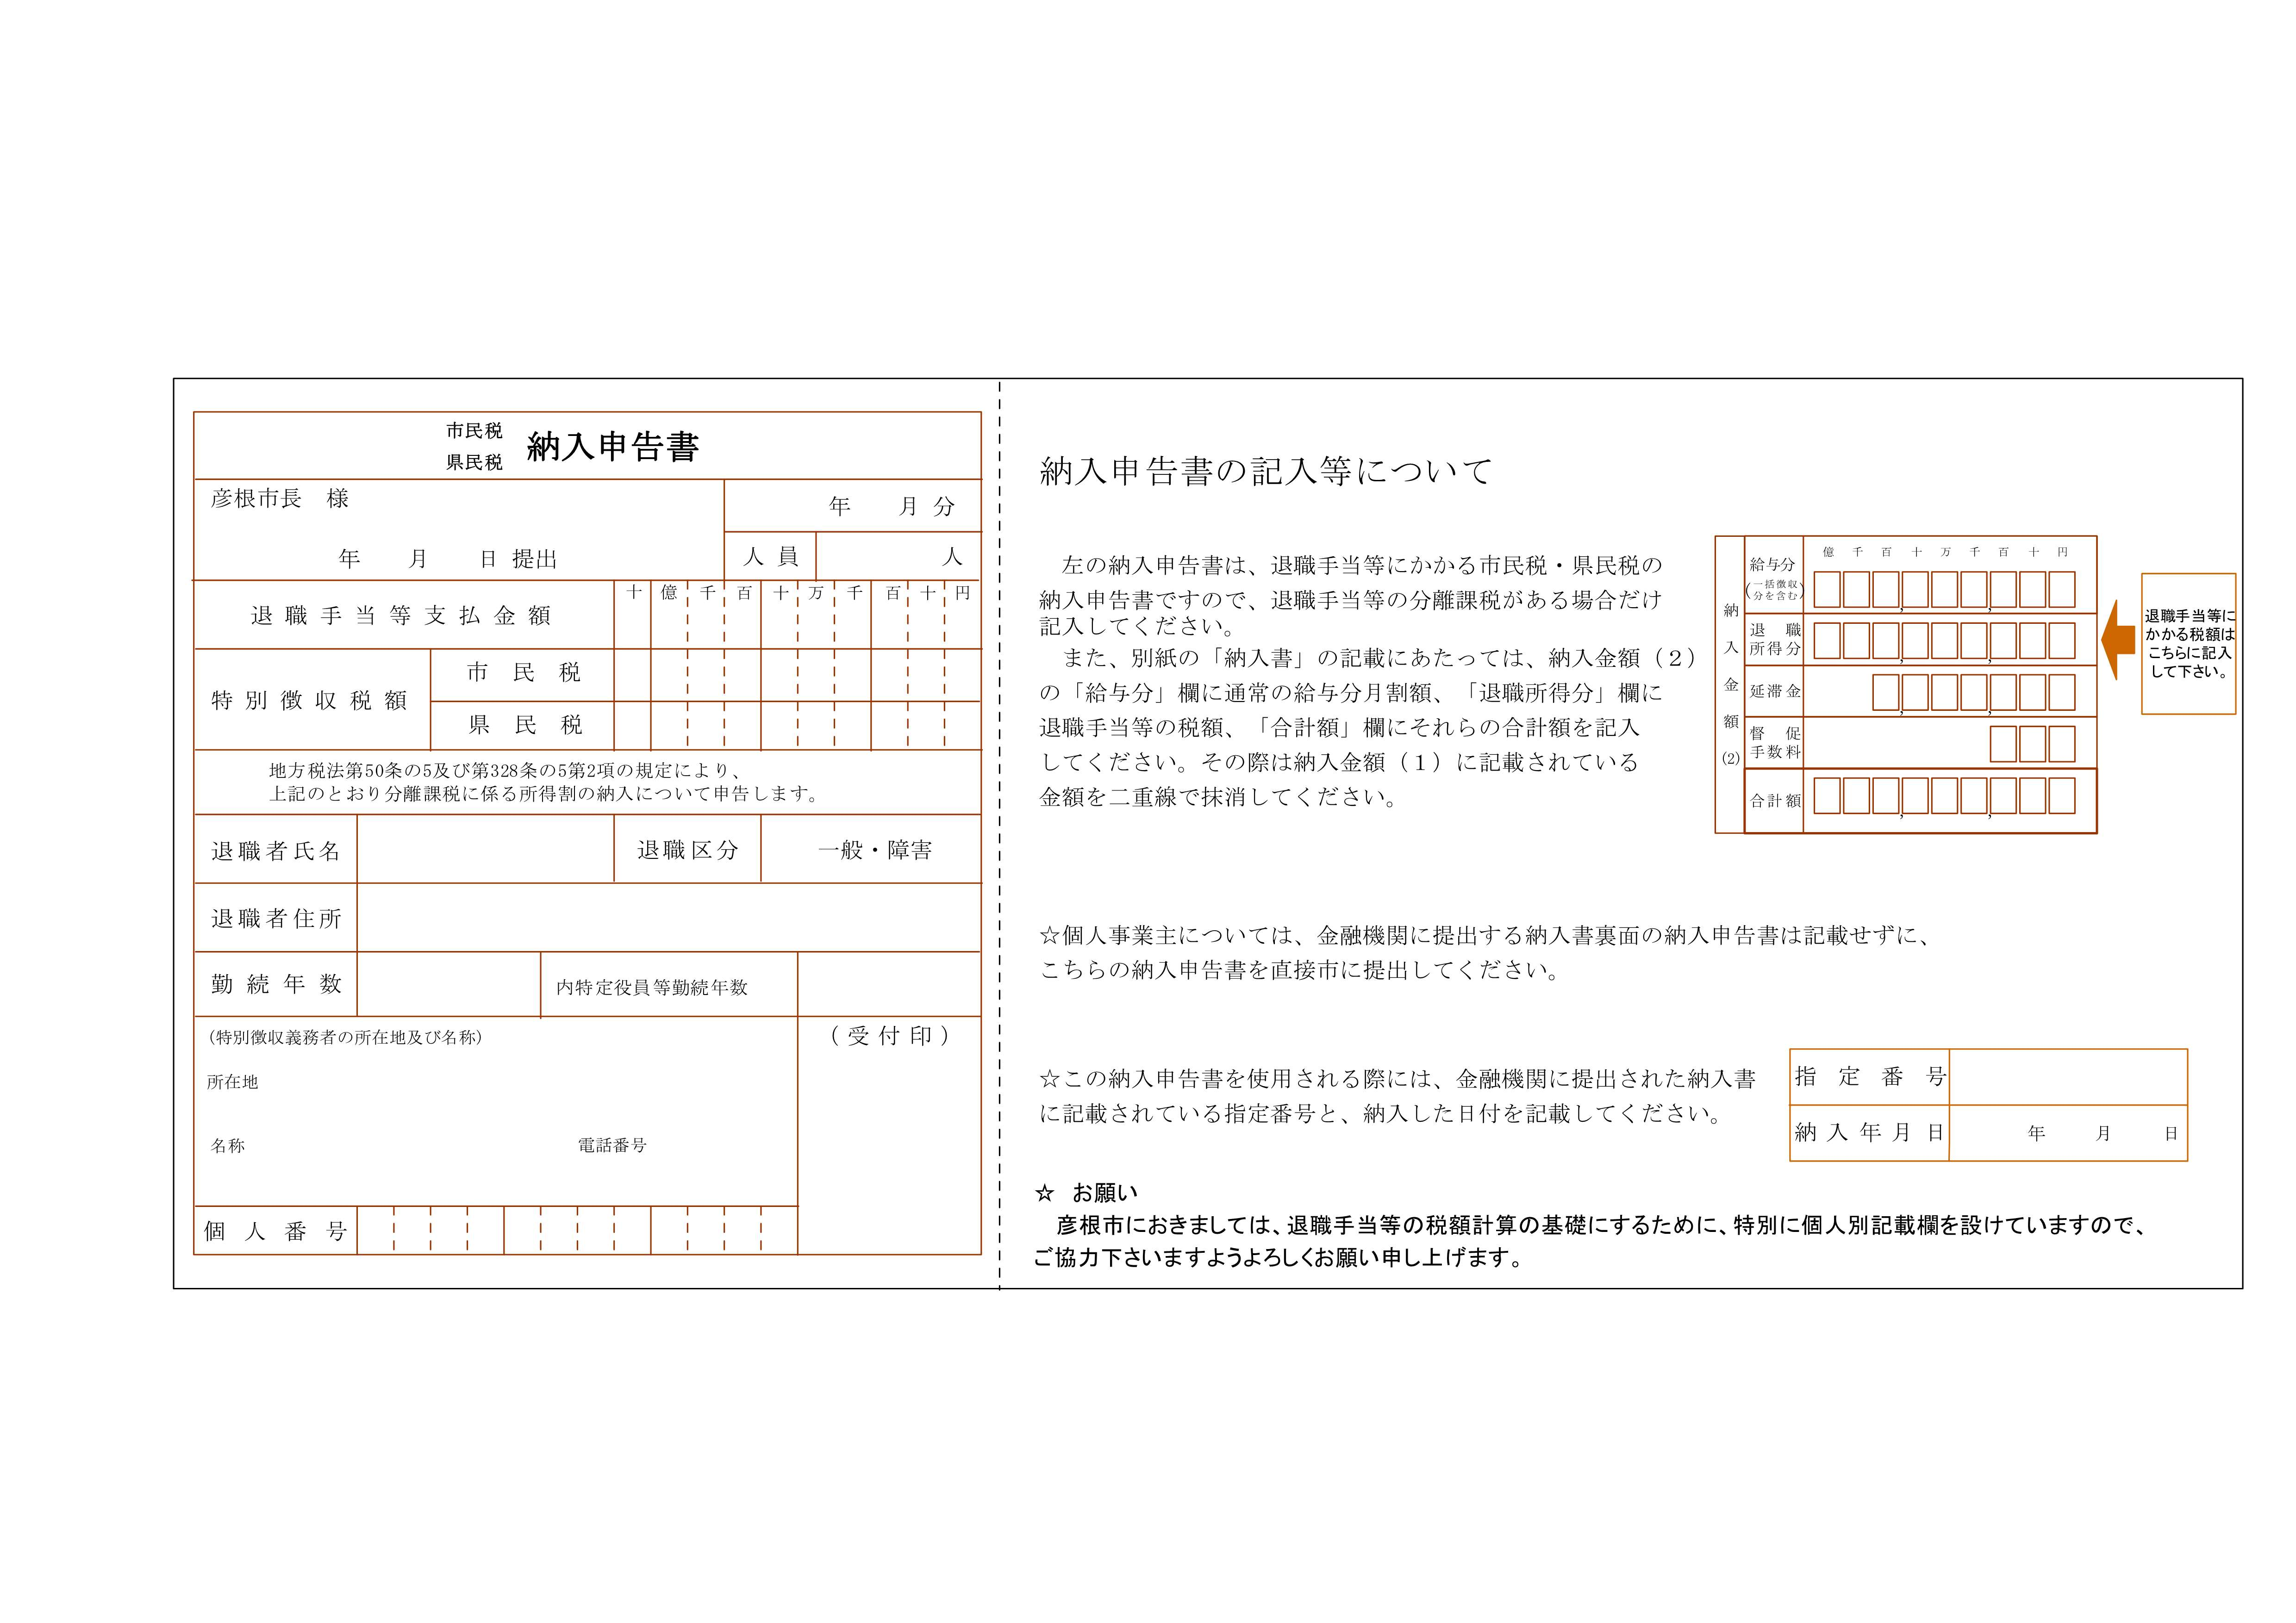 市民税
県民税
納入申告書
彦根市長　様
年　月分
年　月　日提出
人員　人
十億千百十万千百十円
退職手当等支払金額
特別徴収税額
市民税
県民税
地方税法第50条の5及び第328条の5第2項の規定により、
上記のとおり分離課税に係る所得割の納入について申告します。
退職者氏名　退職区分　一般・障害
退職者住所
勤続年数　内特定役員等勤続年数
(特別徴収義務者の所在地及び名称)
（受付印）
所在地
名称　電話番号
個人番号
納入申告書の記入等について
　左の納入申告書は、退職手当等にかかる市民税・県民税の
納入申告書ですので、退職手当等の分離課税がある場合だけ
記入してください。
　また、別紙の「納入書」の記載にあたっては、納入金額（２）
の「給与分」欄に通常の給与分月割額、「退職所得分」欄に
退職手当等の税額、「合計額」欄にそれらの合計額を記入
してください。その際は納入金額（１）に記載されている
金額を二重線で抹消してください。
納入金額(2)
億千百十万千百十円
給与分
(一括徴収
分を含む)
退職
所得分
延滞金
督促
手数料
合計額
退職手当等に
かかる税額は
こちらに記入
して下さい。
☆個人事業主については、金融機関に提出する納入書裏面の納入申告書は記載せずに、
こちらの納入申告書を直接市に提出してください。
☆この納入申告書を使用される際には、金融機関に提出された納入書
に記載されている指定番号と、納入した日付を記載してください。
指定番号
納入年月日　年　月　日
☆　お願い
　彦根市におきましては、退職手当等の税額計算の基礎にするために、特別に個人別記載欄を設けていますので、
ご協力下さいますようよろしくお願い申し上げます。